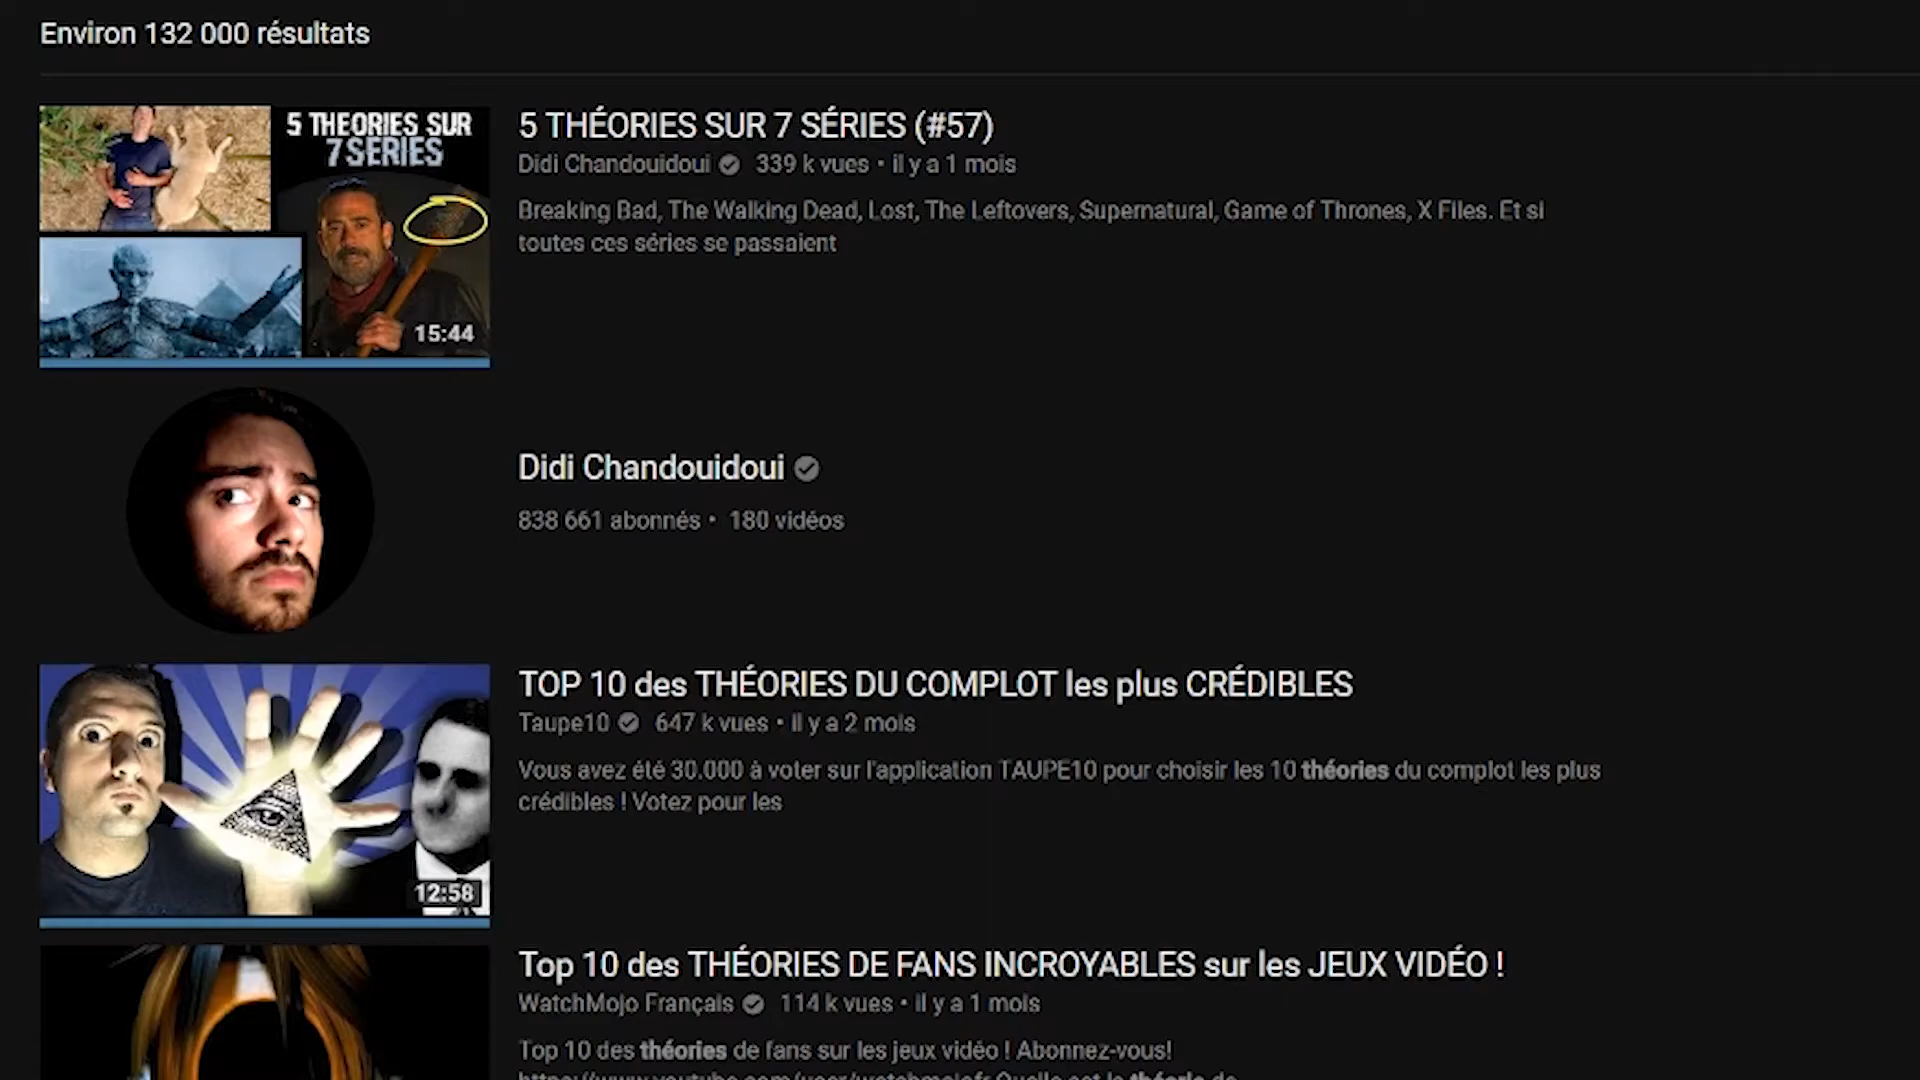 Environ 132 000 résultats
5 THEORIES SUR
7 SERIES
15:44
5 THÉORIES SUR 7 SÉRIES (#57)
Didi Chandouidoui 339 k vues • il y a 1 mois
Breaking Bad, The Walking Dead, Lost, The Leftovers, Supernatural, Game of Thrones, X Files. Et si
toutes ces séries se passaient
Didi Chandouidoui
838 661 abonnés • 180 vidéos
12:58
TOP 10 des THÉORIES DU COMPLOT les plus CRÉDIBLES
Taupe10 647 k vues • il y a 2 mois
Vous avez été 30.000 à voter sur l'application TAUPE10 pour choisir les 10 théories du complot les plus
crédibles ! Votez pour les
Top 10 des THÉORIES DE FANS INCROYABLES sur les JEUX VIDÉO !
WatchMojo Français 114 k vues • il y a 1 mois
Top 10 des théories de fans sur les jeux vidéo ! Abonnez-vous!